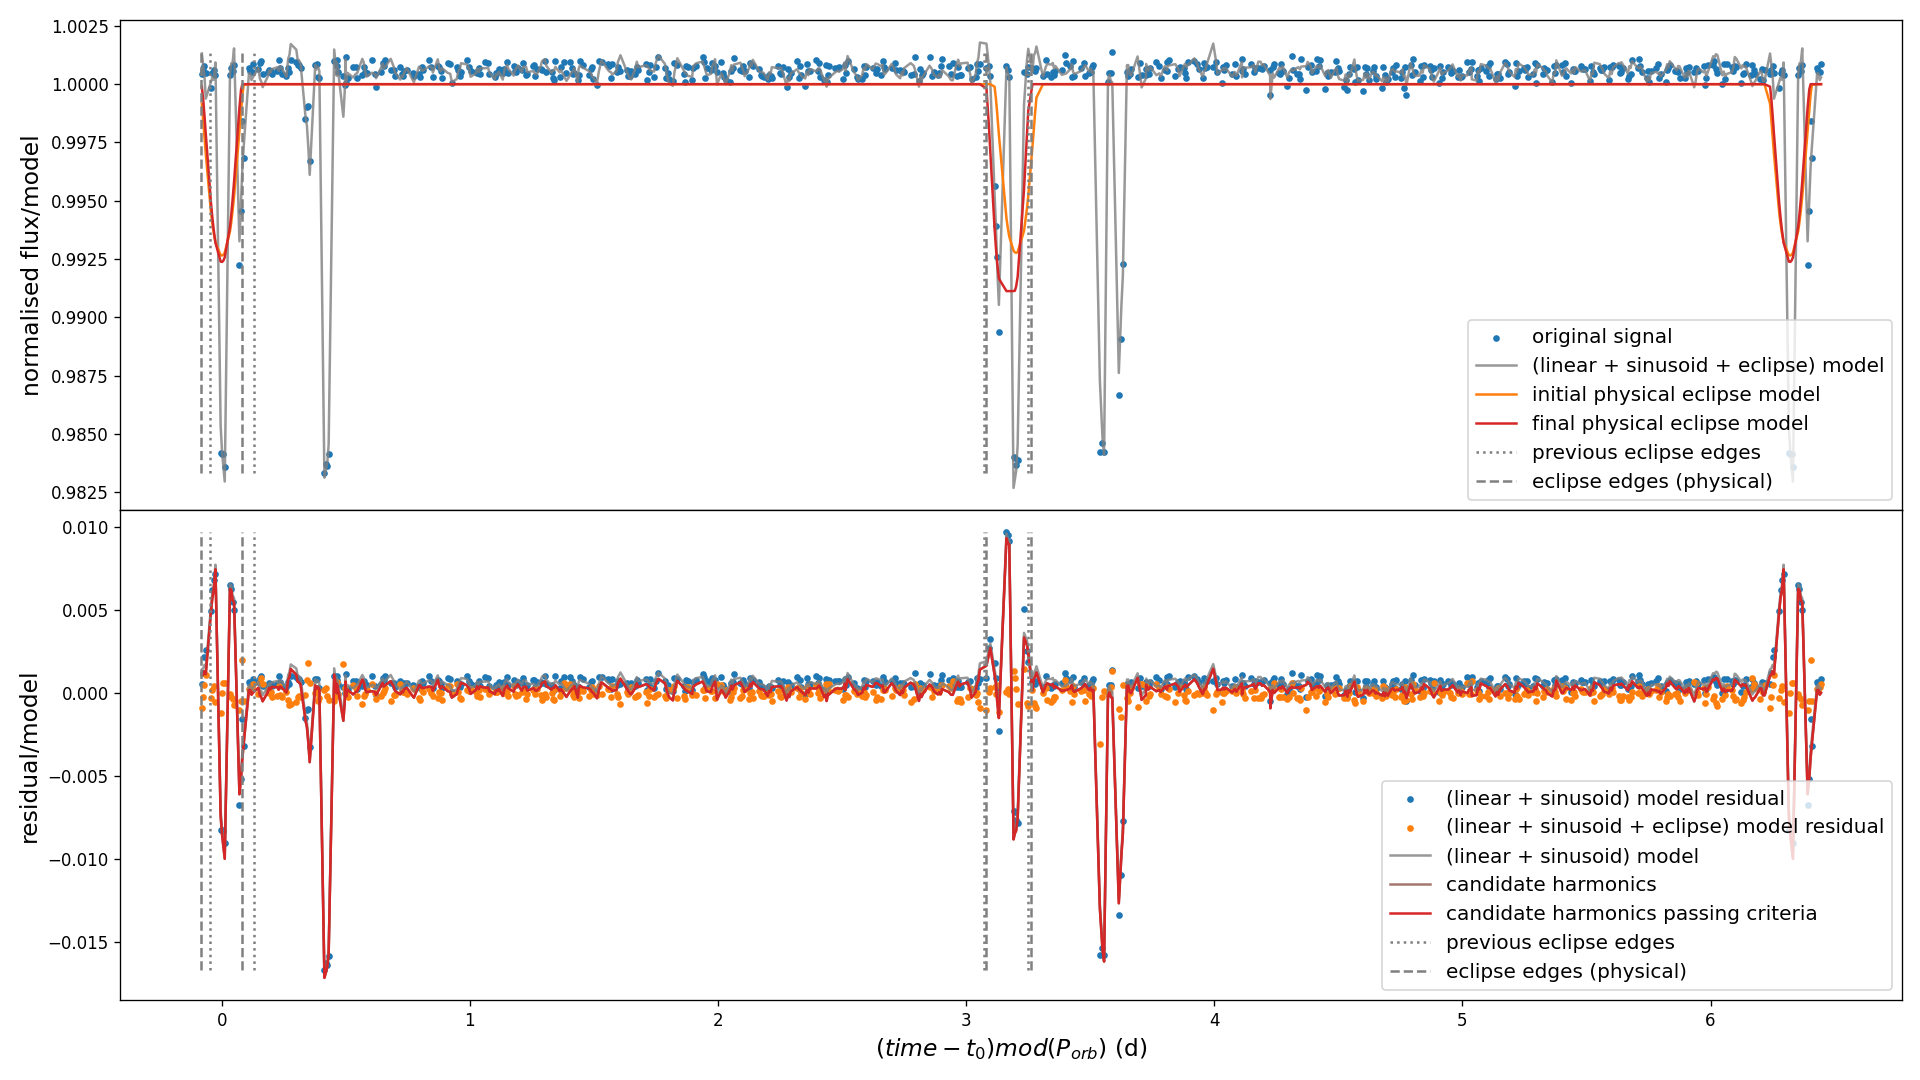 normalised flux/model
1.0025
1.0000
0.9975
0.9950
0.9925
0.9900
0.9875
0.9850
0.9825
original signal
(linear + sinusoid + eclipse) model
initial physical eclipse model
final physical eclipse model
previous eclipse edges
eclipse edges (physical)
residual/model
0.010
0.005
0.000
−0.005
−0.010
−0.015
(linear + sinusoid) model residual
(linear + sinusoid + eclipse) model residual
(linear + sinusoid) model
candidate harmonics
candidate harmonics passing criteria
previous eclipse edges
eclipse edges (physical)
0 1 2 3 4 5 6
(time − t₀)mod(P_orb) (d)